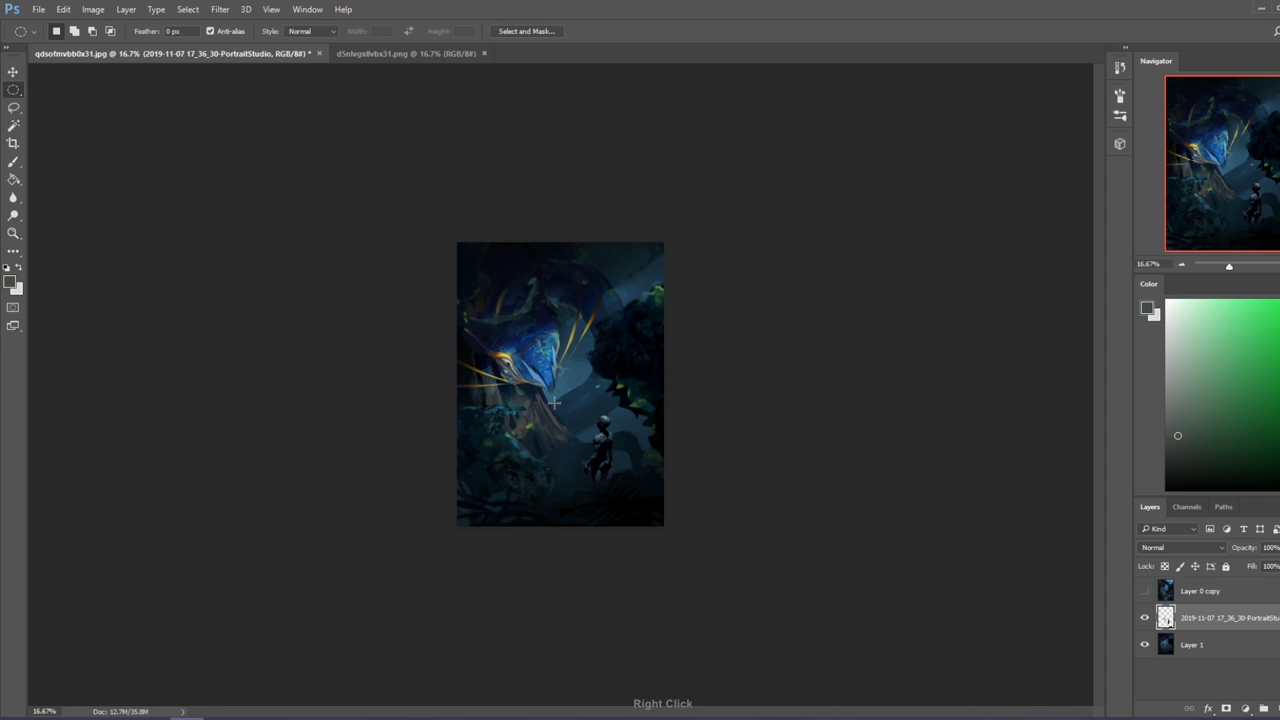 Ps File Edit Image Layer Type Select Filter 3D View Window Help
Feather: 0 px Anti-alias Style: Normal Width: Height: Select and Mask...
qdsofmvbb0x31.jpg @ 16.7% (2019-11-07 17_36_30-PortraitStudio, RGB/8#) * × d5nlvgx8vbx31.png @ 16.7% (RGB/8#) ×
Navigator
16.67%
Color
Layers Channels Paths
Kind
Normal Opacity: 100%
Lock: Fill: 100%
Layer 0 copy
2019-11-07 17_36_30-PortraitStu
Layer 1
Right Click
16.67% Doc: 12.7M/35.8M